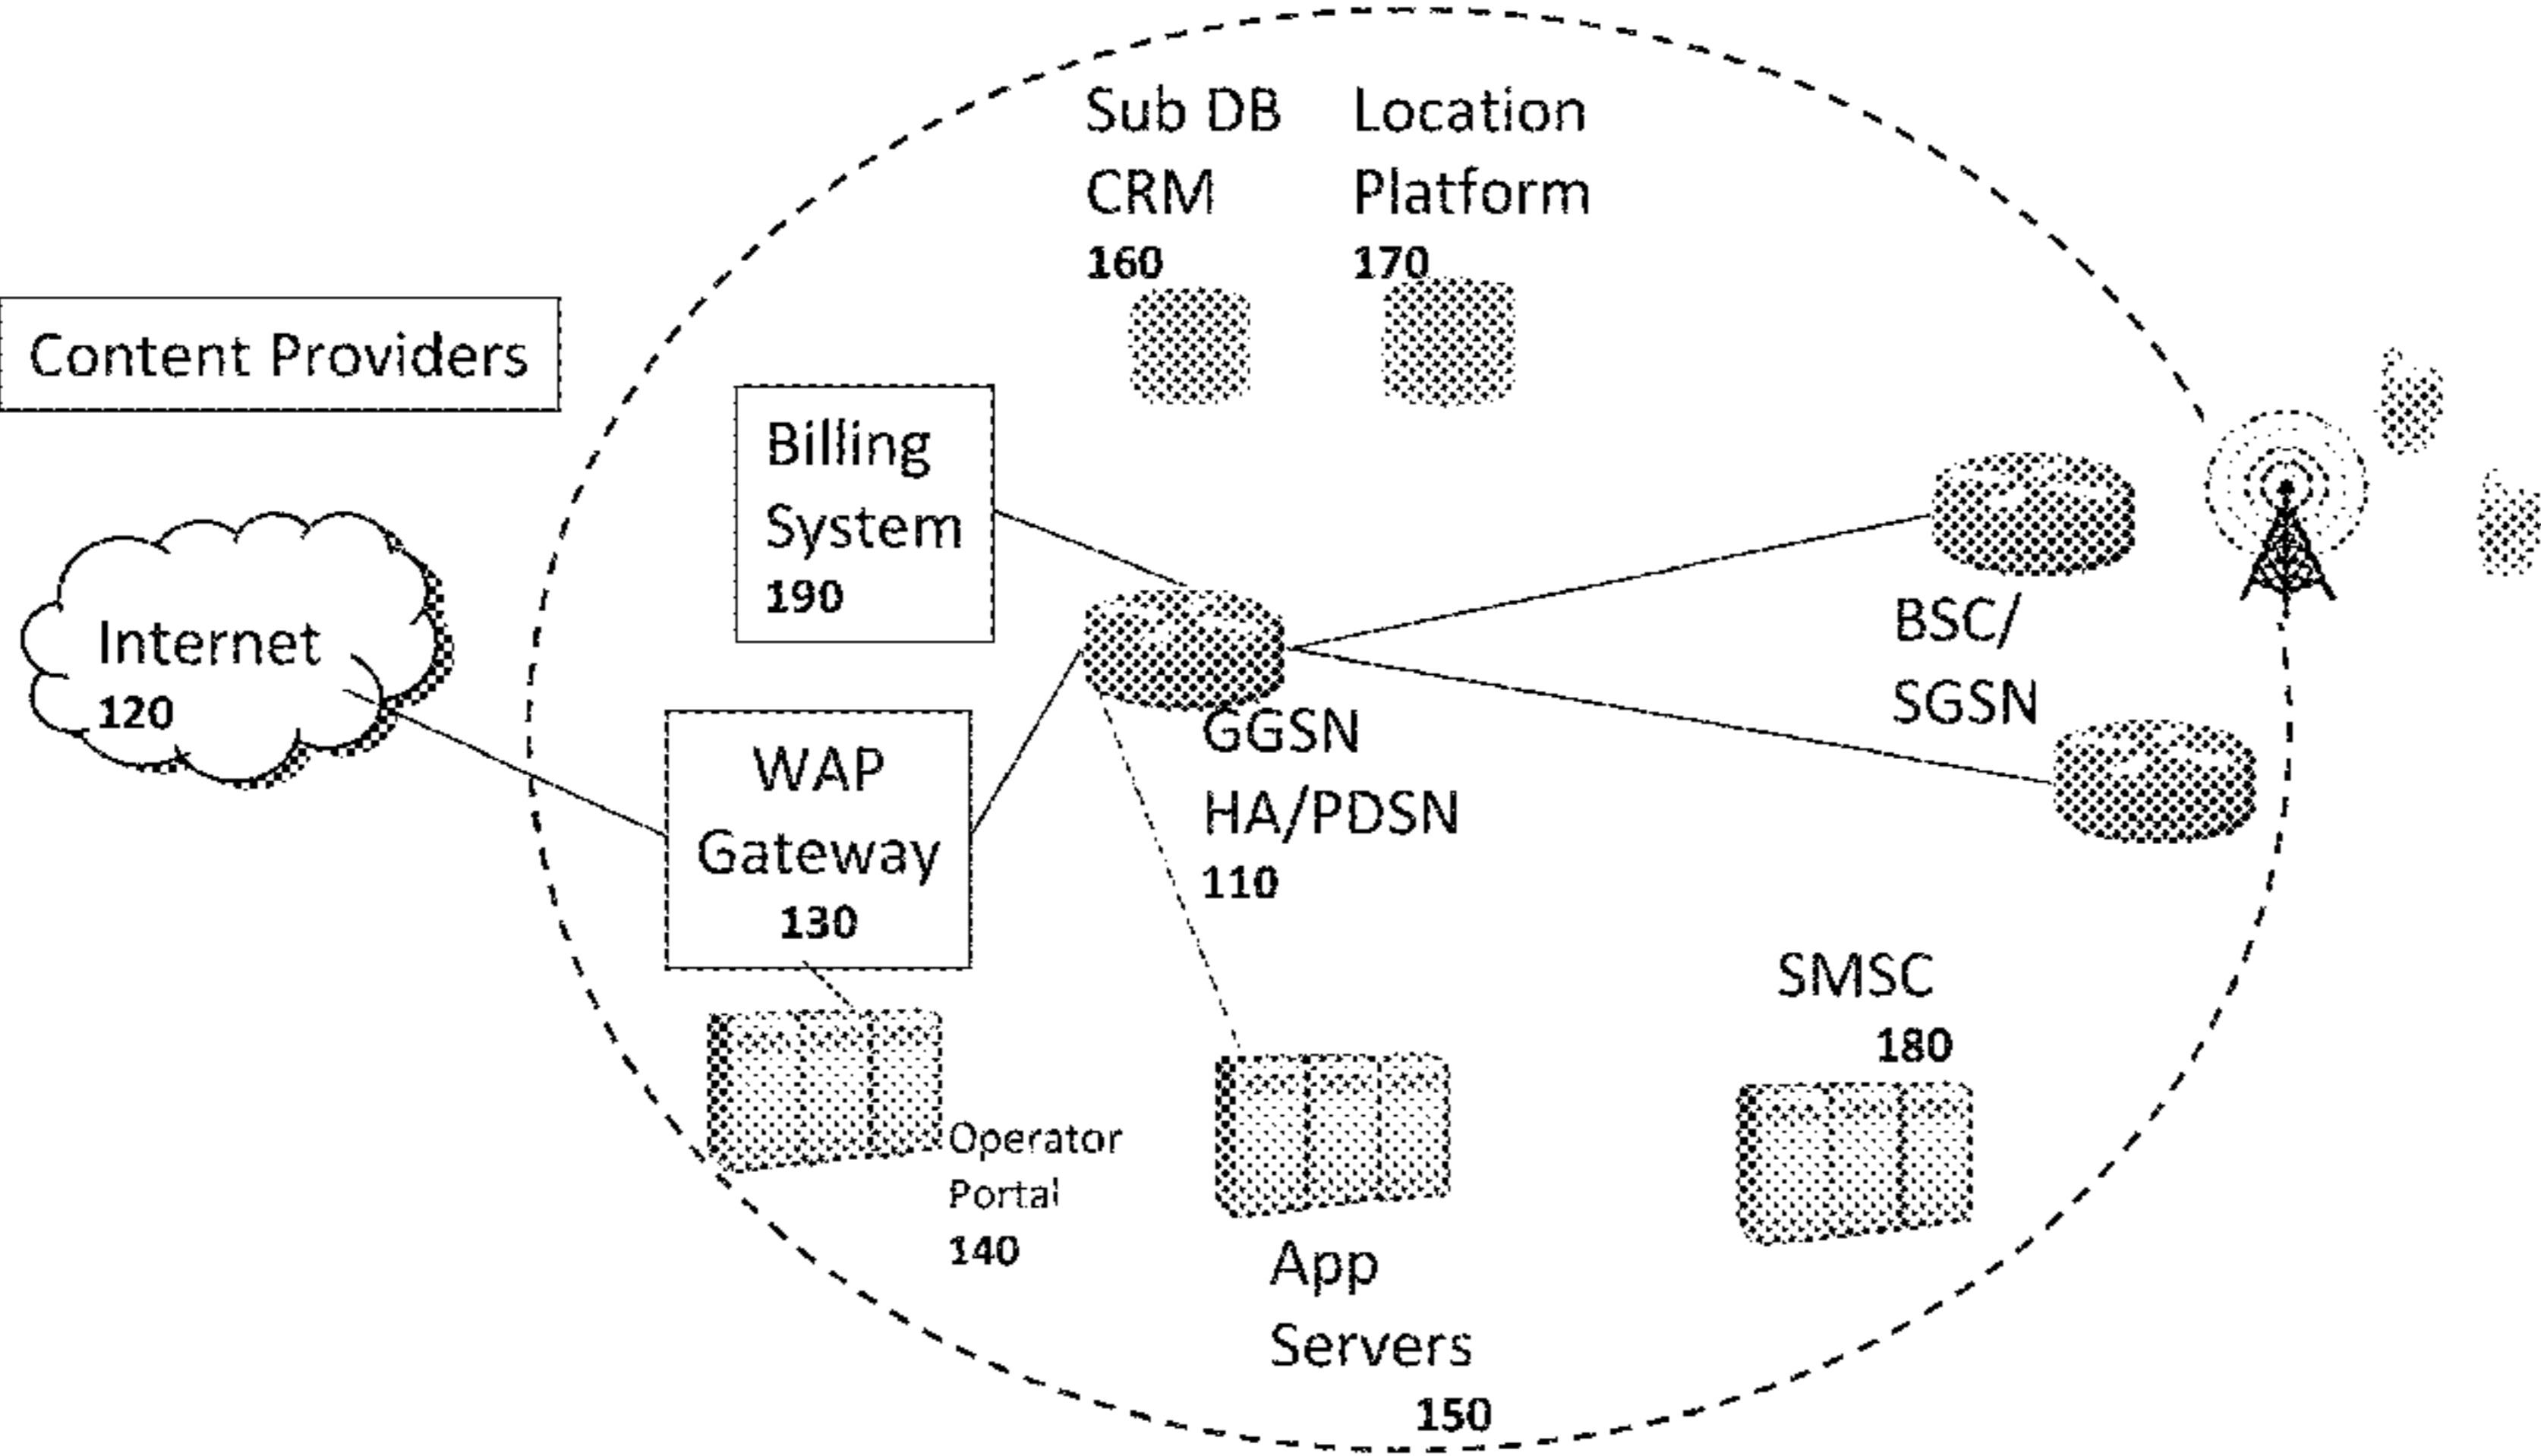 Sub DB
CRM
160
Location
Platform
170
Content Providers
Billing
System
190
Internet
120
WAP
Gateway
130
GGSN
HA/PDSN
110
BSC/
SGSN
SMSC
180
Operator
Portal
140
App
Servers
150